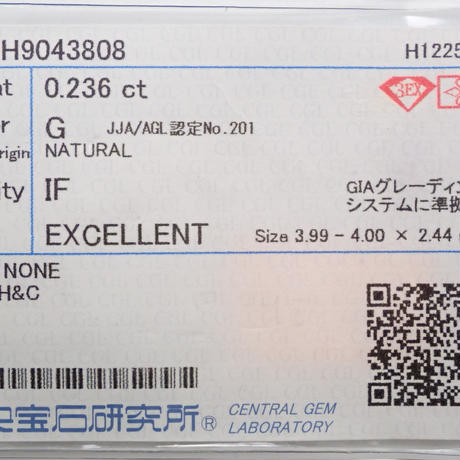 H9043808 H1225
0.236 ct 3EX
G JJA/AGL認定No.201
Origin NATURAL
IF GIAグレーディン
システムに準拠
EXCELLENT Size 3.99 - 4.00 × 2.44
NONE
H&C
宝石研究所® CENTRAL GEM
LABORATORY